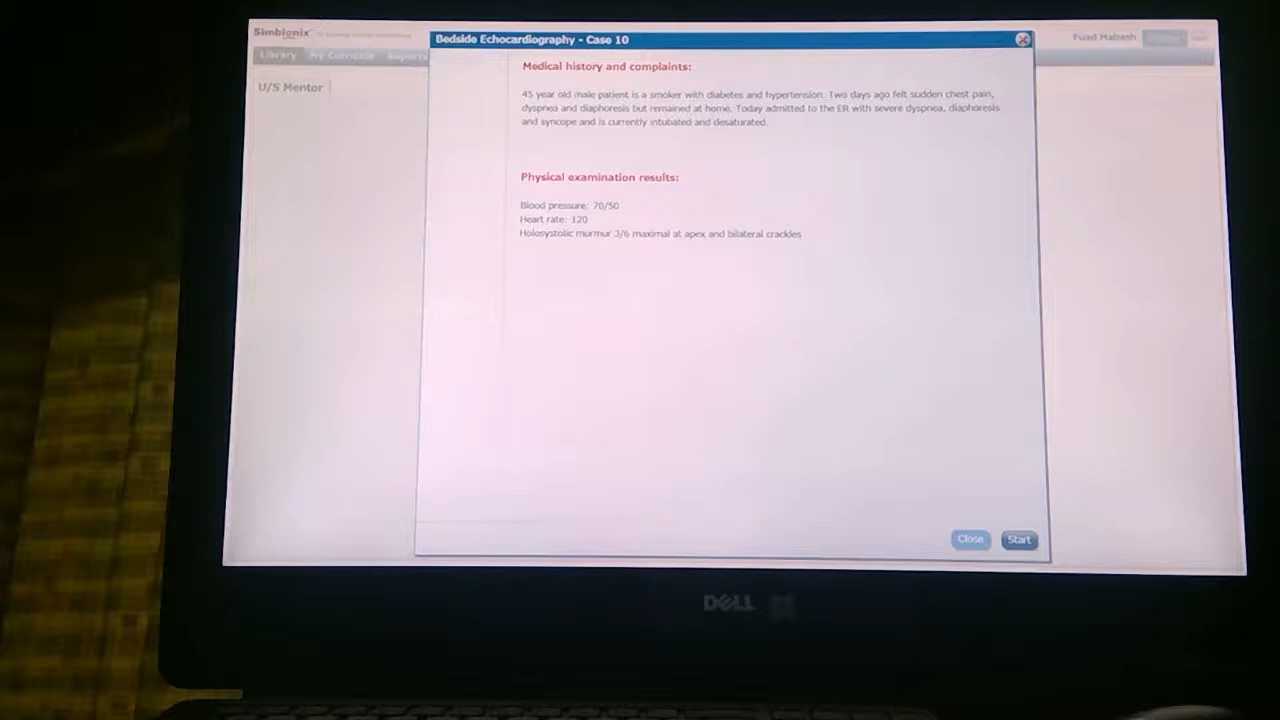 Simbionix
Bedside Echocardiography - Case 10
Fuad Habash
Library My Curricula Reports
U/S Mentor
Medical history and complaints:
45 year old male patient is a smoker with diabetes and hypertension. Two days ago felt sudden chest pain,
dyspnea and diaphoresis but remained at home. Today admitted to the ER with severe dyspnea, diaphoresis
and syncope and is currently intubated and desaturated.
Physical examination results:
Blood pressure: 70/50
Heart rate: 120
Holosystolic murmur 3/6 maximal at apex and bilateral crackles
Close Start
DELL